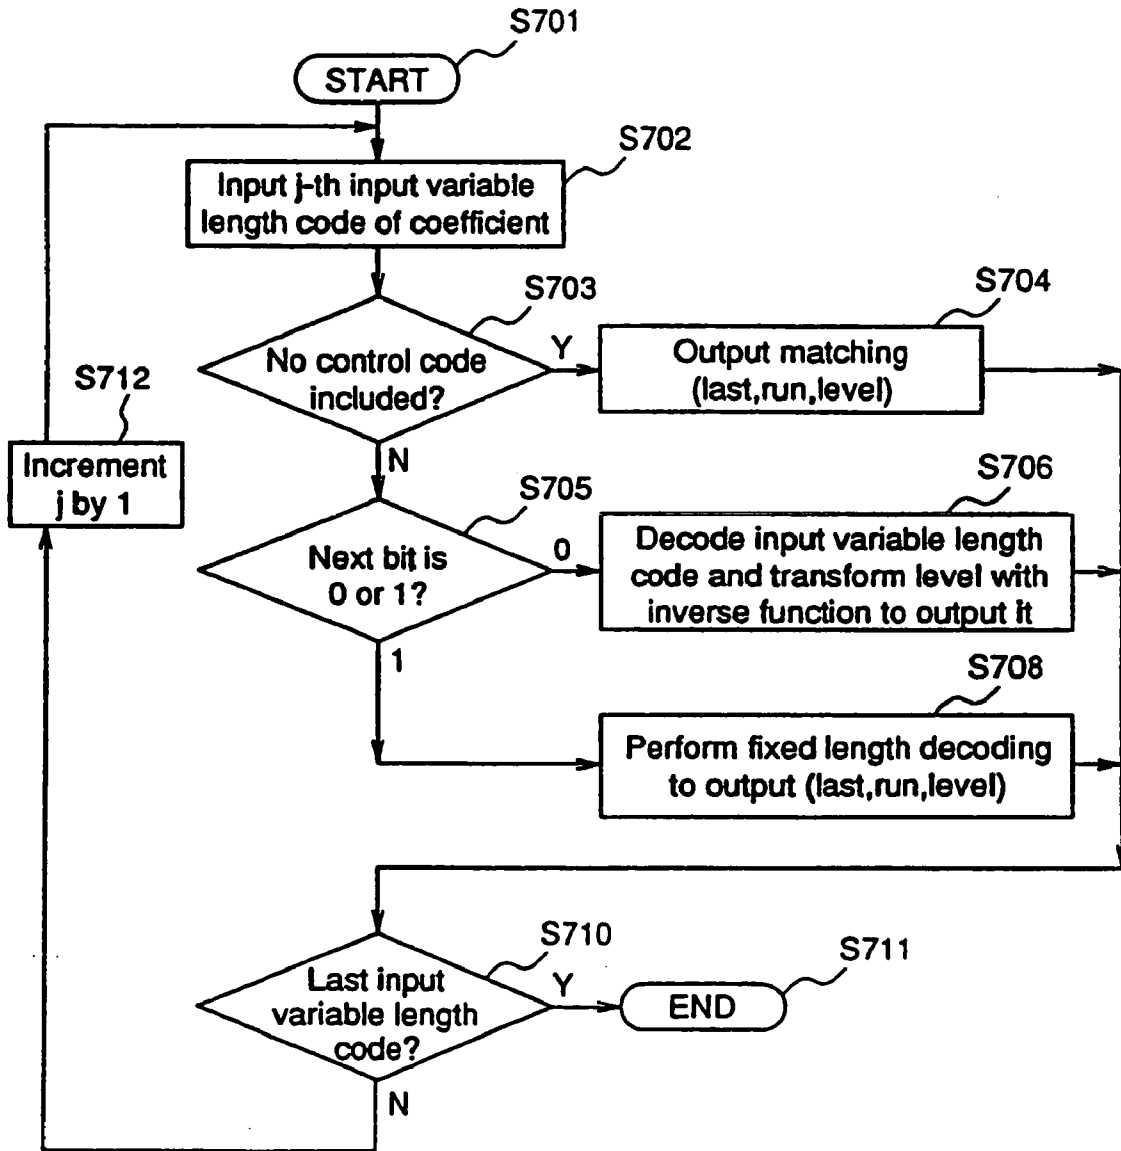 S701
START
S702
Input j-th input variable
length code of coefficient
S703
No control code
included?
Y
N
S704
Output matching
(last,run,level)
S712
Increment
j by 1
S705
Next bit is
0 or 1?
0
1
S706
Decode input variable length
code and transform level with
inverse function to output it
S708
Perform fixed length decoding
to output (last,run,level)
S710
Last input
variable length
code?
Y
N
S711
END